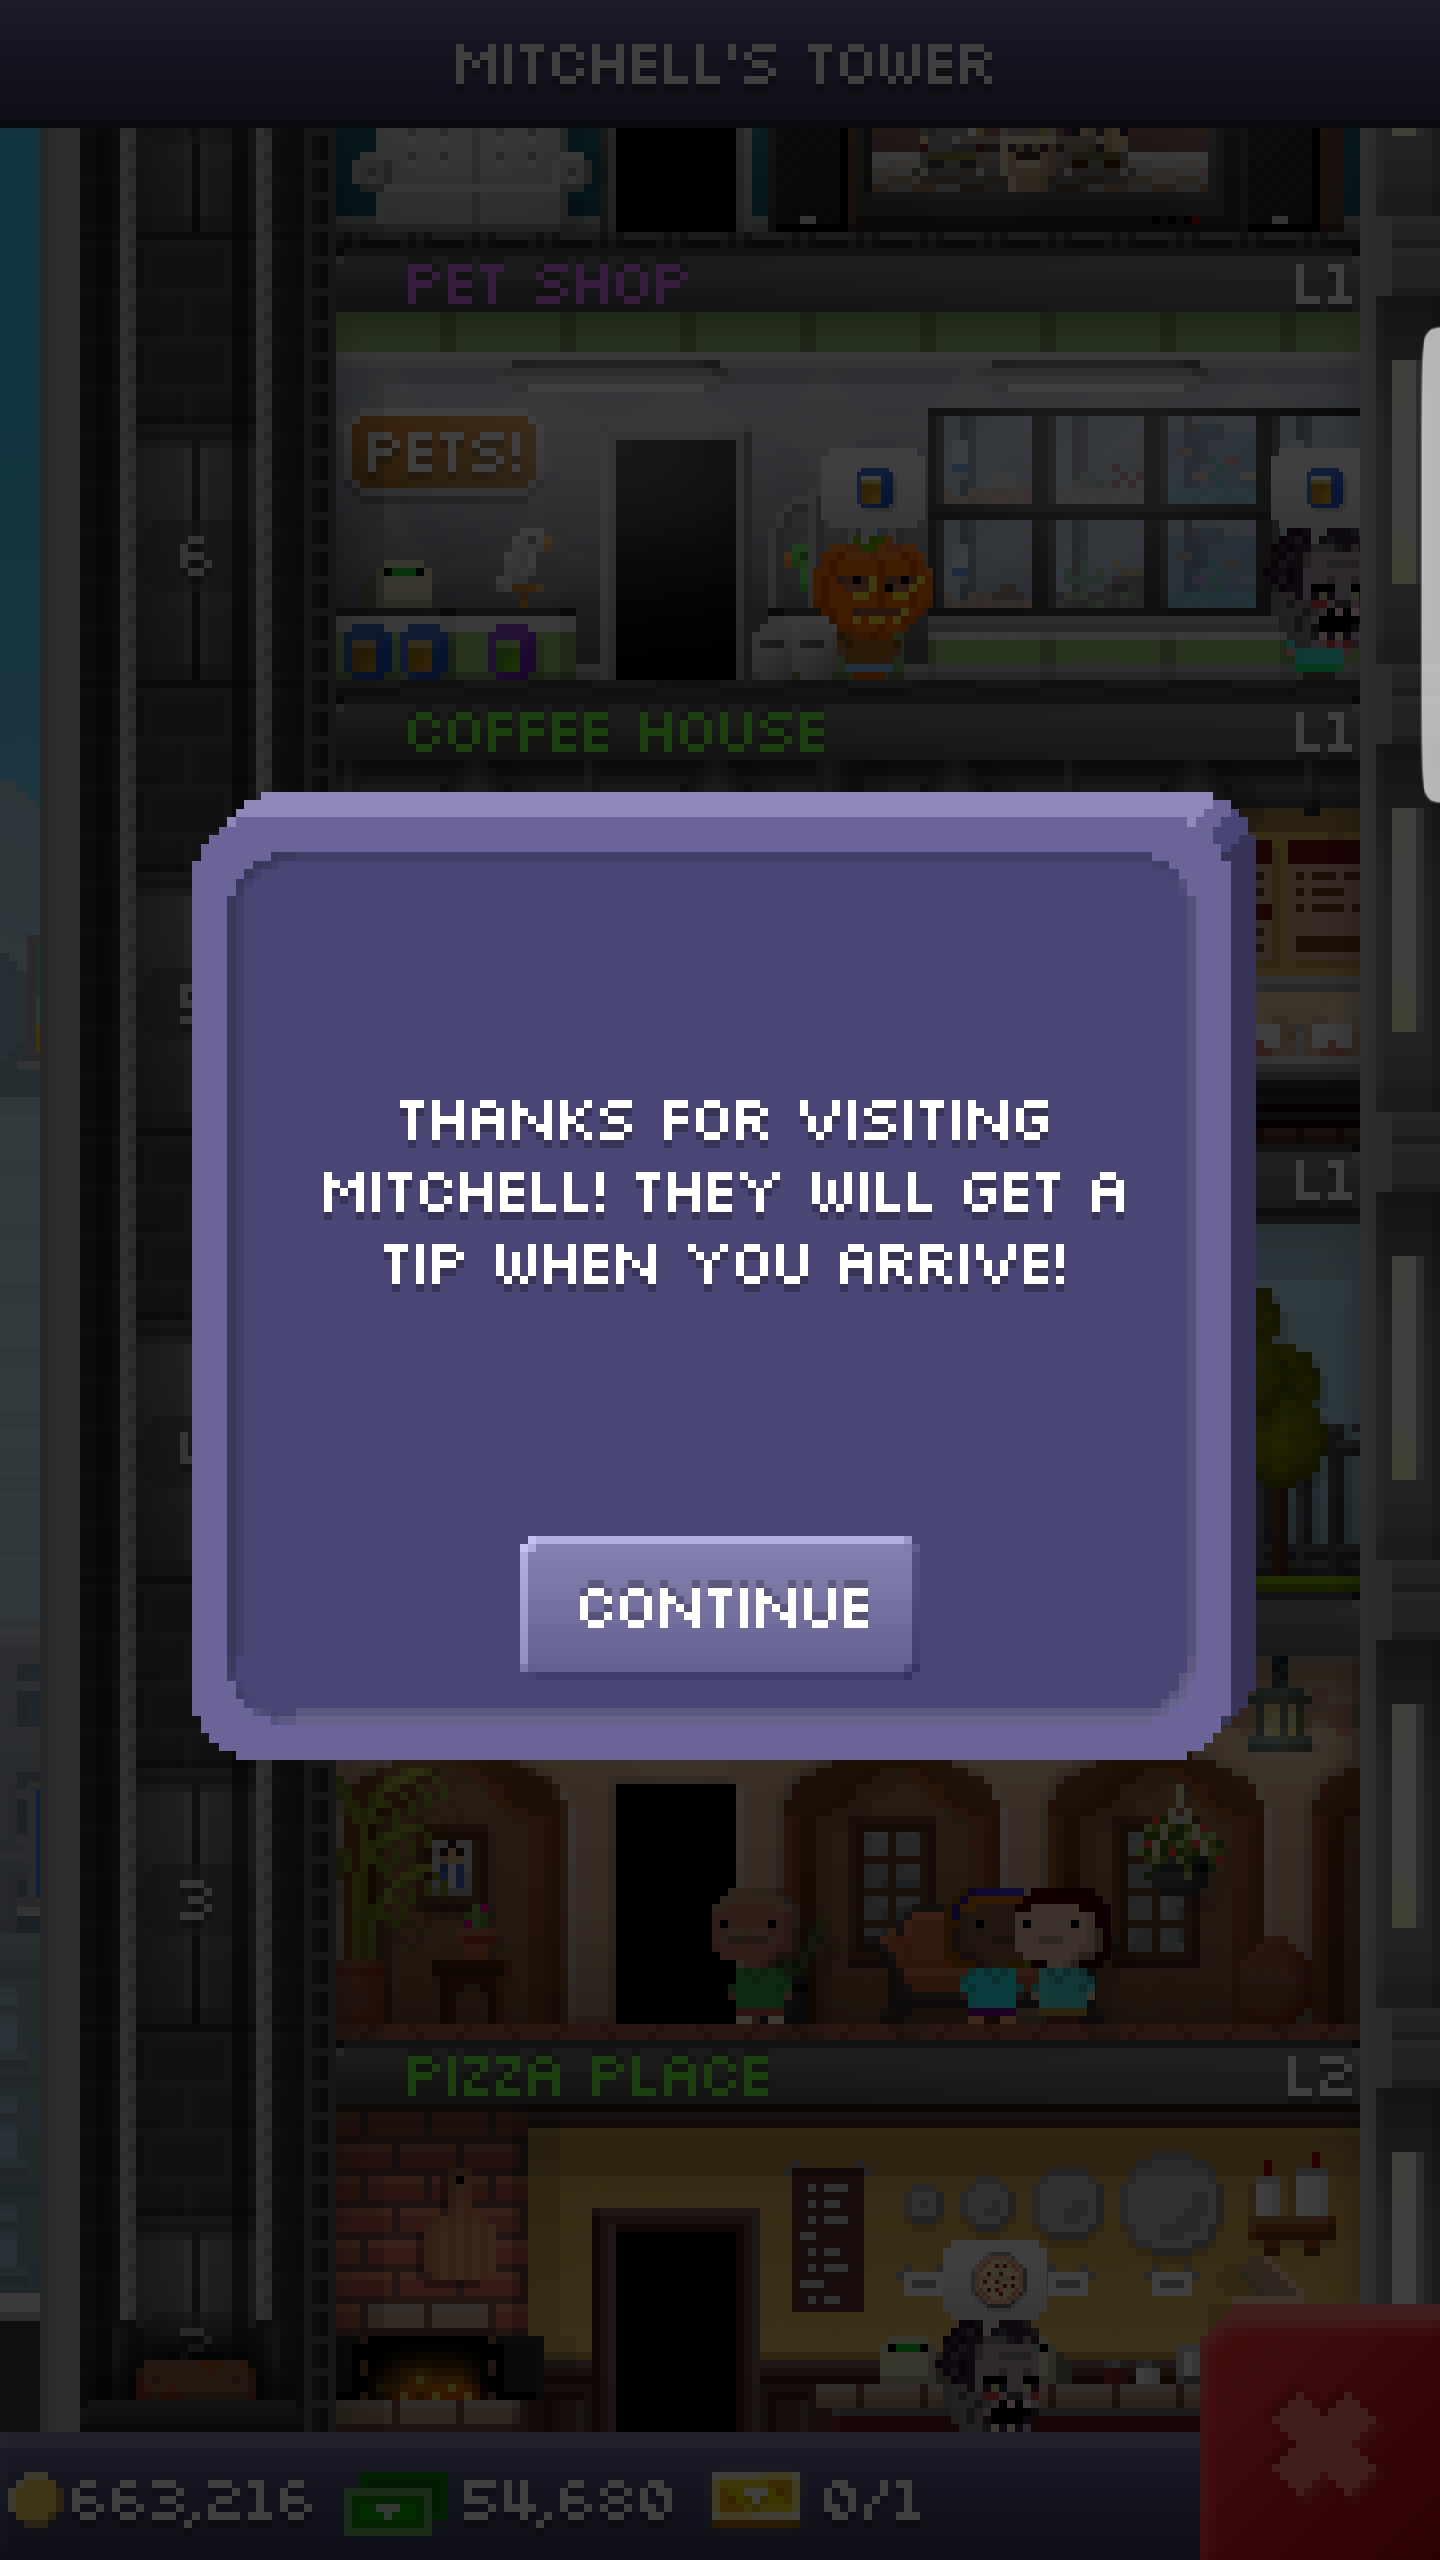 MITCHELL'S TOWER
PET SHOP L1
PETS!
6
COFFEE HOUSE L1
THANKS FOR VISITING
MITCHELL! THEY WILL GET A
TIP WHEN YOU ARRIVE!
L1
CONTINUE
3
PIZZA PLACE L2
2
663,216 54,680 0/1